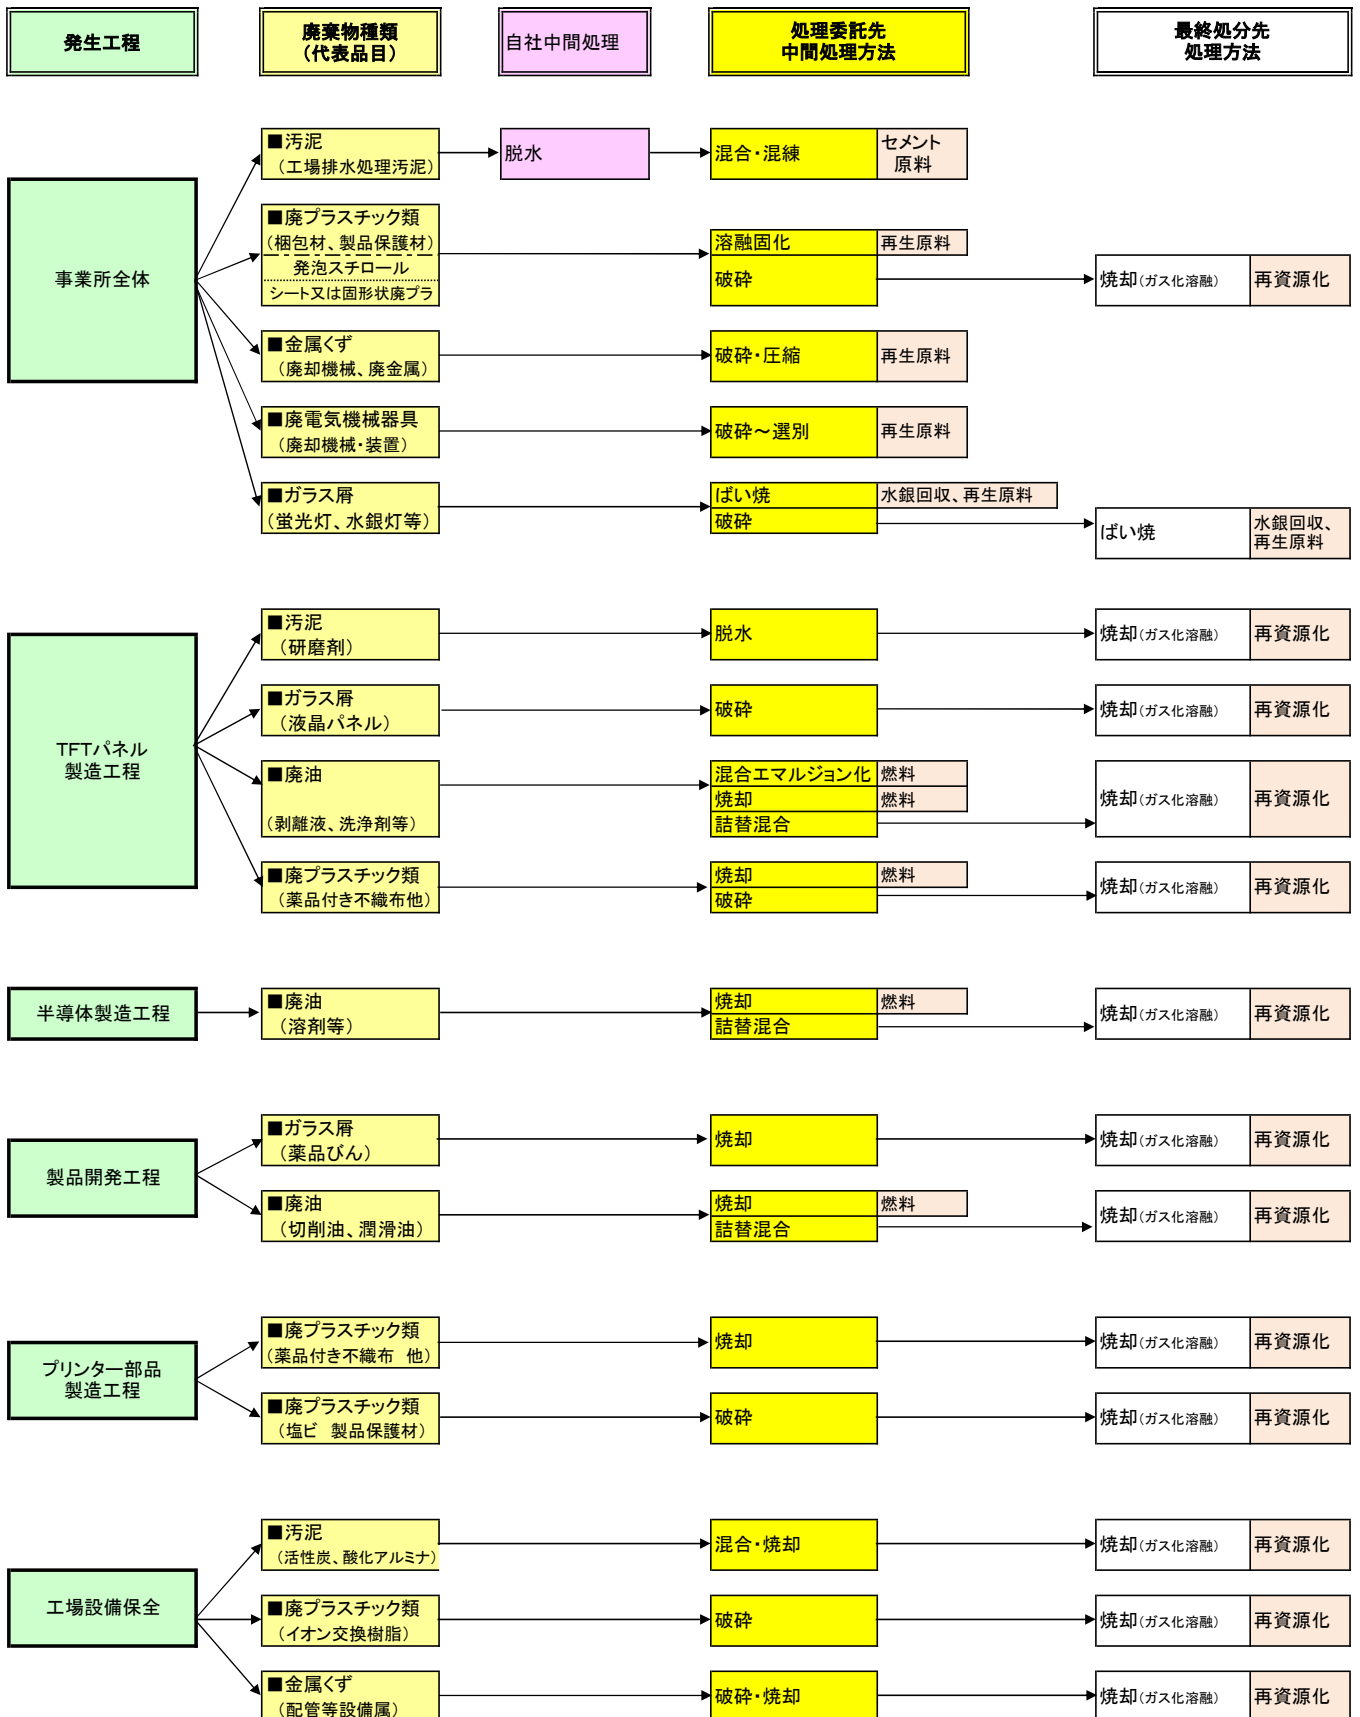 発生工程
廃棄物種類
（代表品目）
自社中間処理
処理委託先
中間処理方法
最終処分先
処理方法
事業所全体
■汚泥
（工場排水処理汚泥）
脱水
混合・混練
セメント
原料
■廃プラスチック類
（梱包材、製品保護材）
発泡スチロール
シート又は固形状廃プラ
溶融固化
再生原料
破砕
焼却（ガス化溶融）
再資源化
■金属くず
（廃却機械、廃金属）
破砕・圧縮
再生原料
■廃電気機械器具
（廃却機械・装置）
破砕～選別
再生原料
■ガラス屑
（蛍光灯、水銀灯等）
ばい焼
水銀回収、再生原料
破砕
ばい焼
水銀回収、
再生原料
TFTパネル
製造工程
■汚泥
（研磨剤）
脱水
焼却（ガス化溶融）
再資源化
■ガラス屑
（液晶パネル）
破砕
焼却（ガス化溶融）
再資源化
■廃油
（剥離液、洗浄剤等）
混合エマルジョン化
燃料
焼却
燃料
詰替混合
焼却（ガス化溶融）
再資源化
■廃プラスチック類
（薬品付き不織布他）
焼却
燃料
破砕
焼却（ガス化溶融）
再資源化
半導体製造工程
■廃油
（溶剤等）
焼却
燃料
詰替混合
焼却（ガス化溶融）
再資源化
製品開発工程
■ガラス屑
（薬品びん）
焼却
焼却（ガス化溶融）
再資源化
■廃油
（切削油、潤滑油）
焼却
燃料
詰替混合
焼却（ガス化溶融）
再資源化
プリンター部品
製造工程
■廃プラスチック類
（薬品付き不織布　他）
焼却
焼却（ガス化溶融）
再資源化
■廃プラスチック類
（塩ビ　製品保護材）
破砕
焼却（ガス化溶融）
再資源化
工場設備保全
■汚泥
（活性炭、酸化アルミナ）
混合・焼却
焼却（ガス化溶融）
再資源化
■廃プラスチック類
（イオン交換樹脂）
破砕
焼却（ガス化溶融）
再資源化
■金属くず
（配管等設備属）
破砕・焼却
焼却（ガス化溶融）
再資源化